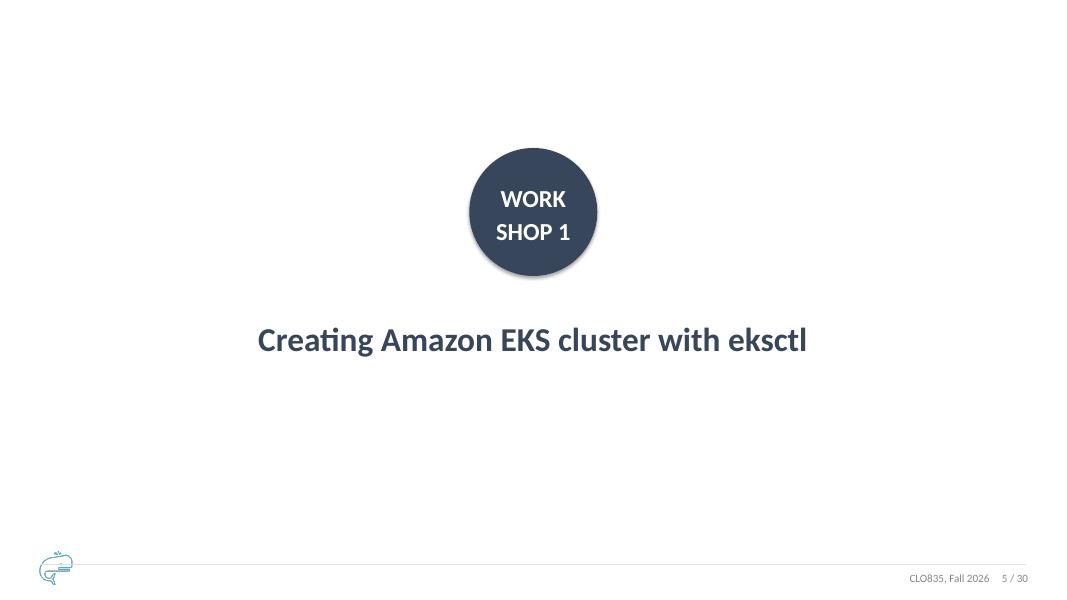 WORK
SHOP 1
Creating Amazon EKS cluster with eksctl
CLO835, Fall 2026 5 / 30